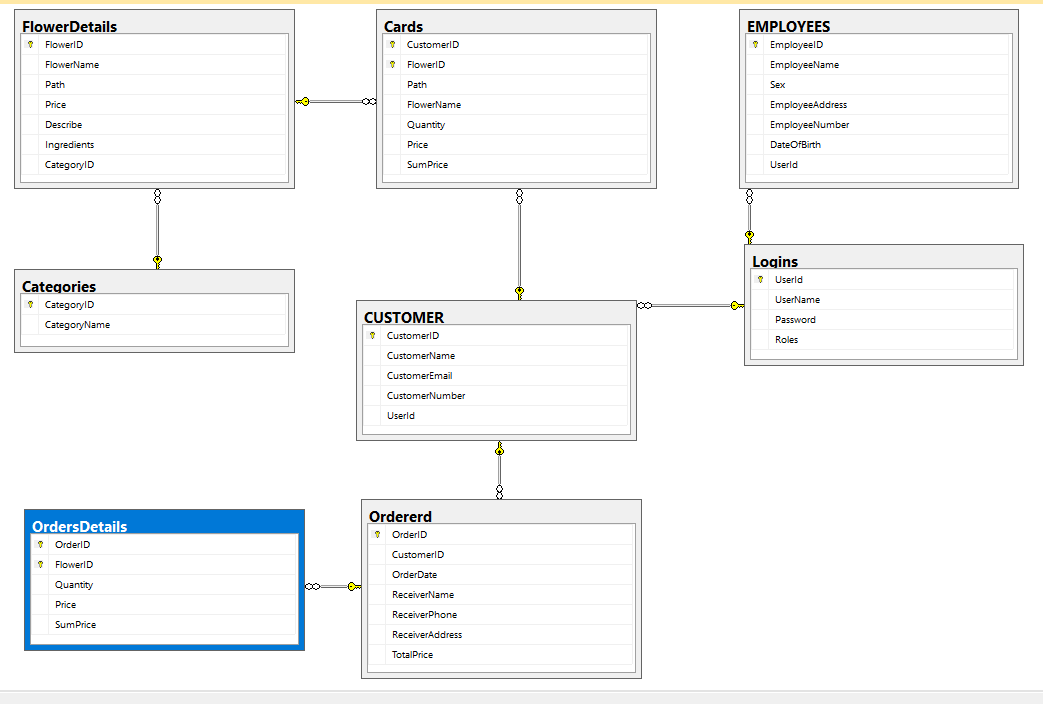 FlowerDetails
FlowerID
FlowerName
Path
Price
Describe
Ingredients
CategoryID
Cards
CustomerID
FlowerID
Path
FlowerName
Quantity
Price
SumPrice
EMPLOYEES
EmployeeID
EmployeeName
Sex
EmployeeAddress
EmployeeNumber
DateOfBirth
UserId
Categories
CategoryID
CategoryName
CUSTOMER
CustomerID
CustomerName
CustomerEmail
CustomerNumber
UserId
Logins
UserId
UserName
Password
Roles
OrdersDetails
OrderID
FlowerID
Quantity
Price
SumPrice
Ordererd
OrderID
CustomerID
OrderDate
ReceiverName
ReceiverPhone
ReceiverAddress
TotalPrice